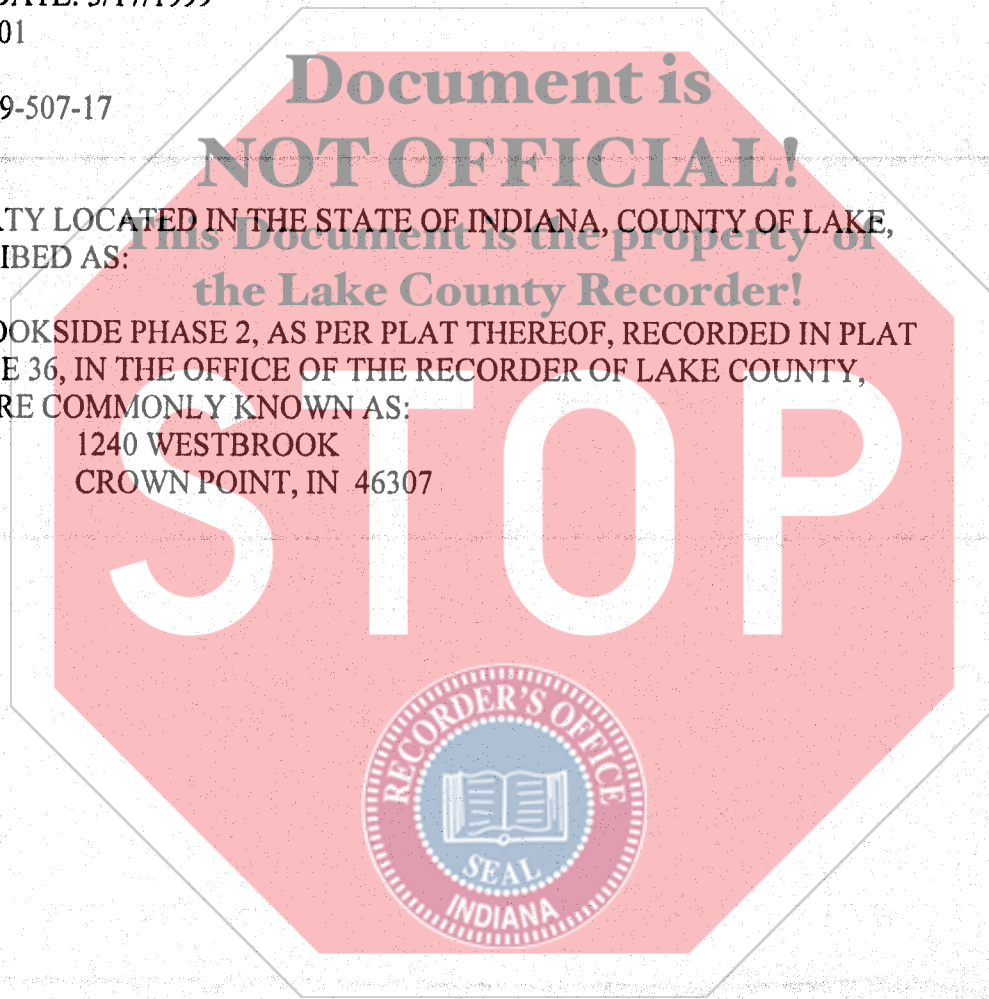 DATE: 3/17/1999
01
Document is
9-507-17
NOT OFFICIAL!
TY LOCATED IN THE STATE OF INDIANA, COUNTY OF LAKE,
This Document is the property of
IBED AS:
the Lake County Recorder!
OOKSIDE PHASE 2, AS PER PLAT THEREOF, RECORDED IN PLAT
E 36, IN THE OFFICE OF THE RECORDER OF LAKE COUNTY,
RE COMMONLY KNOWN AS:
1240 WESTBROOK
CROWN POINT, IN 46307
STOP
RECORDER'S OFFICE
SEAL
INDIANA